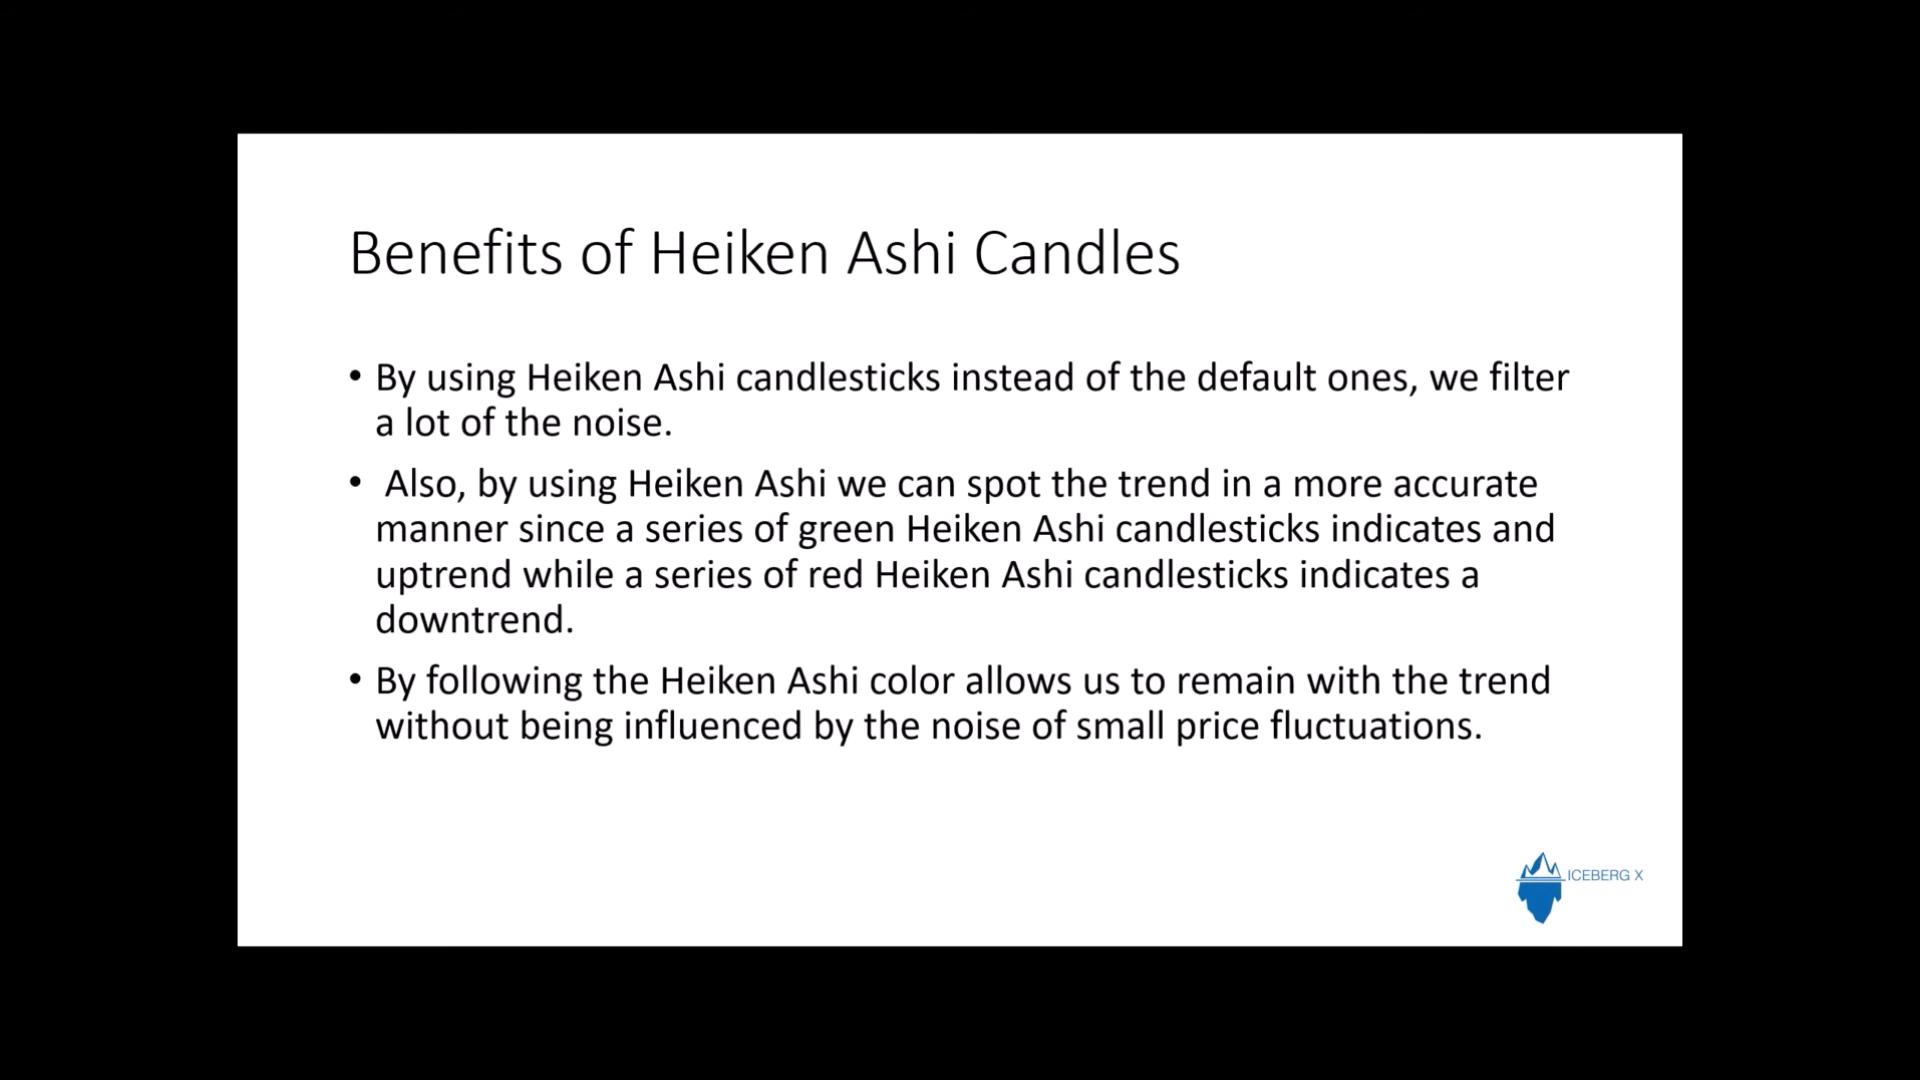 Benefits of Heiken Ashi Candles
• By using Heiken Ashi candlesticks instead of the default ones, we filter
a lot of the noise.
• Also, by using Heiken Ashi we can spot the trend in a more accurate
manner since a series of green Heiken Ashi candlesticks indicates and
uptrend while a series of red Heiken Ashi candlesticks indicates a
downtrend.
• By following the Heiken Ashi color allows us to remain with the trend
without being influenced by the noise of small price fluctuations.
ICEBERG X